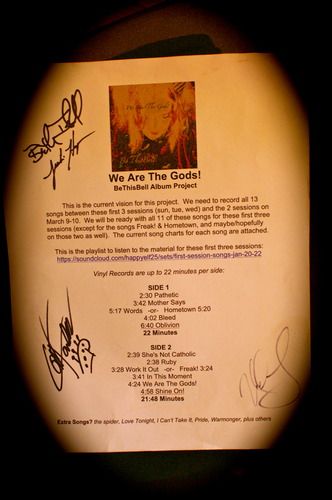 We Are The Gods!
BeThisBell
We Are The Gods!
BeThisBell Album Project
This is the current vision for this project. We need to record all 13
songs between these first 3 sessions (sun, tue, wed) and the 2 sessions on
March 9-10. We will be ready with all 11 of these songs for these first three
sessions (except for the songs Freak! & Hometown, and maybe/hopefully
on those two as well). The current song charts for each song are attached.
This is the playlist to listen to the material for these first three sessions:
https://soundcloud.com/happyelf25/sets/first-session-songs-jan-20-22
Vinyl Records are up to 22 minutes per side:
SIDE 1
2:30 Pathetic
3:42 Mother Says
5:17 Words -or- Hometown 5:20
4:02 Bleed
6:40 Oblivion
22 Minutes
SIDE 2
2:39 She's Not Catholic
2:38 Ruby
3:28 Work It Out -or- Freak! 3:24
3:41 In This Moment
4:24 We Are The Gods!
4:58 Shine On!
21:48 Minutes
Extra Songs? the spider, Love Tonight, I Can't Take It, Pride, Warmonger, plus others